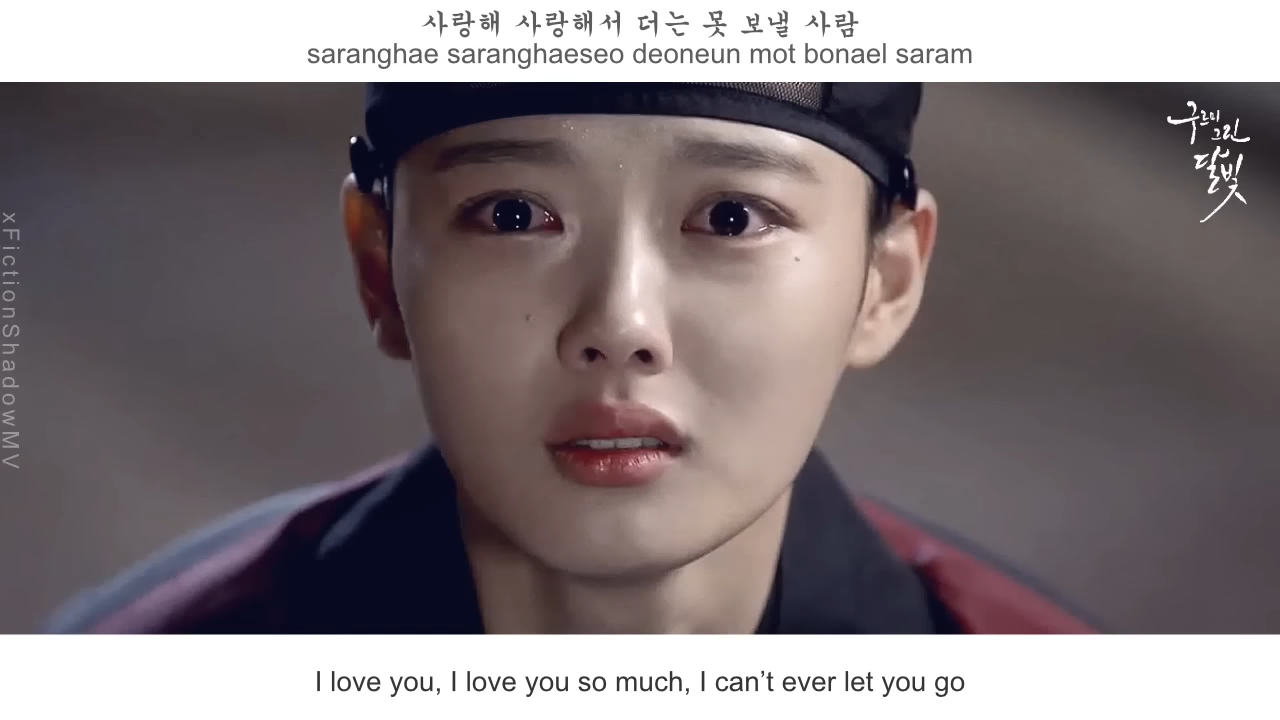 사랑해 사랑해서 더는 못 보낼 사람
saranghae saranghaeseo deoneun mot bonael saram
구르미
그린
달빛
xFictionShadowMV
I love you, I love you so much, I can’t ever let you go